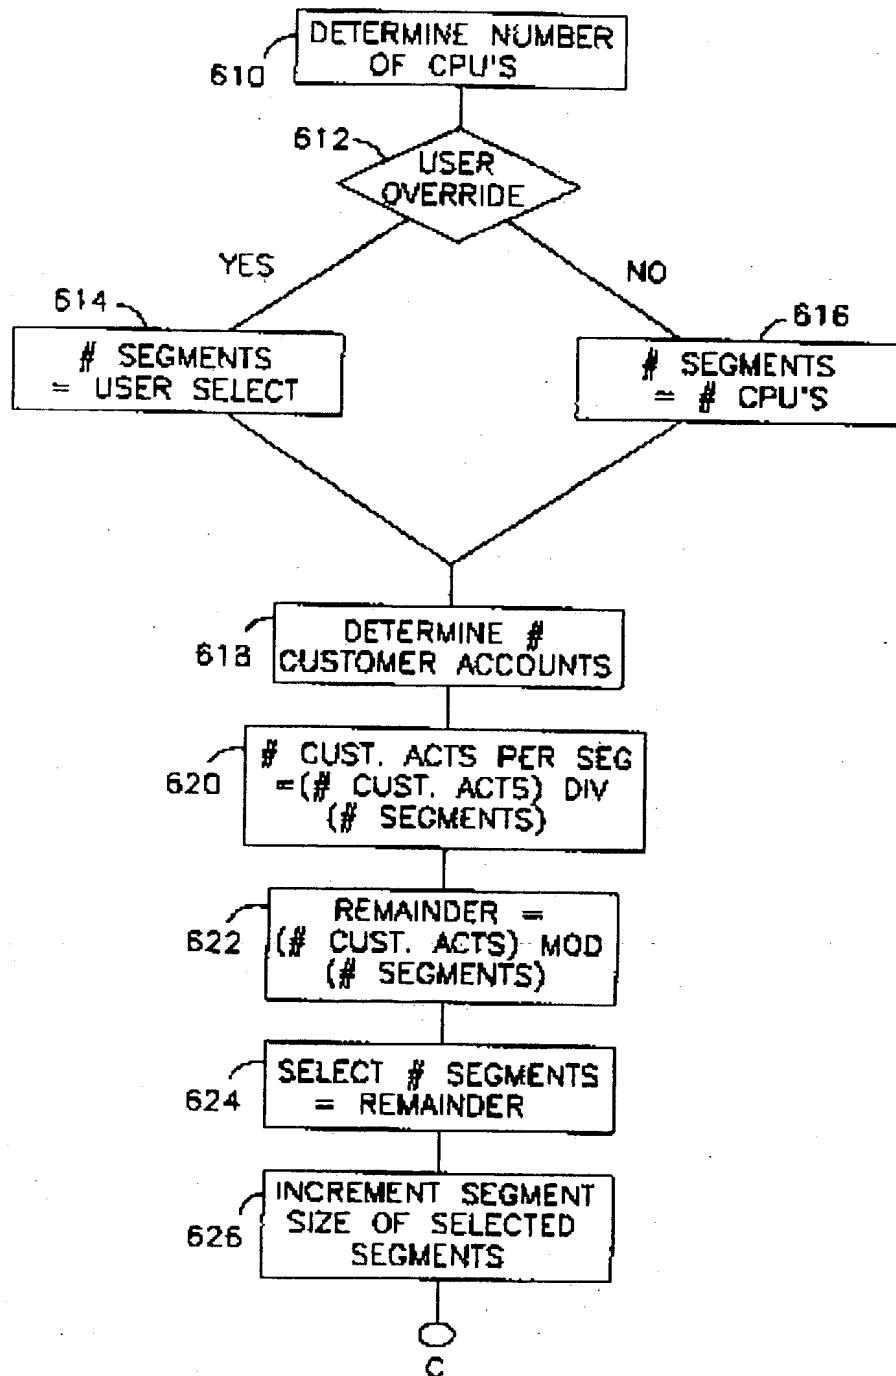 DETERMINE NUMBER
OF CPU'S
610
612
USER
OVERRIDE
YES
NO
614
# SEGMENTS
= USER SELECT
616
# SEGMENTS
= # CPU'S
DETERMINE #
CUSTOMER ACCOUNTS
618
# CUST. ACTS PER SEG
=(# CUST. ACTS) DIV
(# SEGMENTS)
620
REMAINDER =
(# CUST. ACTS) MOD
(# SEGMENTS)
622
SELECT # SEGMENTS
= REMAINDER
624
INCREMENT SEGMENT
SIZE OF SELECTED
SEGMENTS
626
C